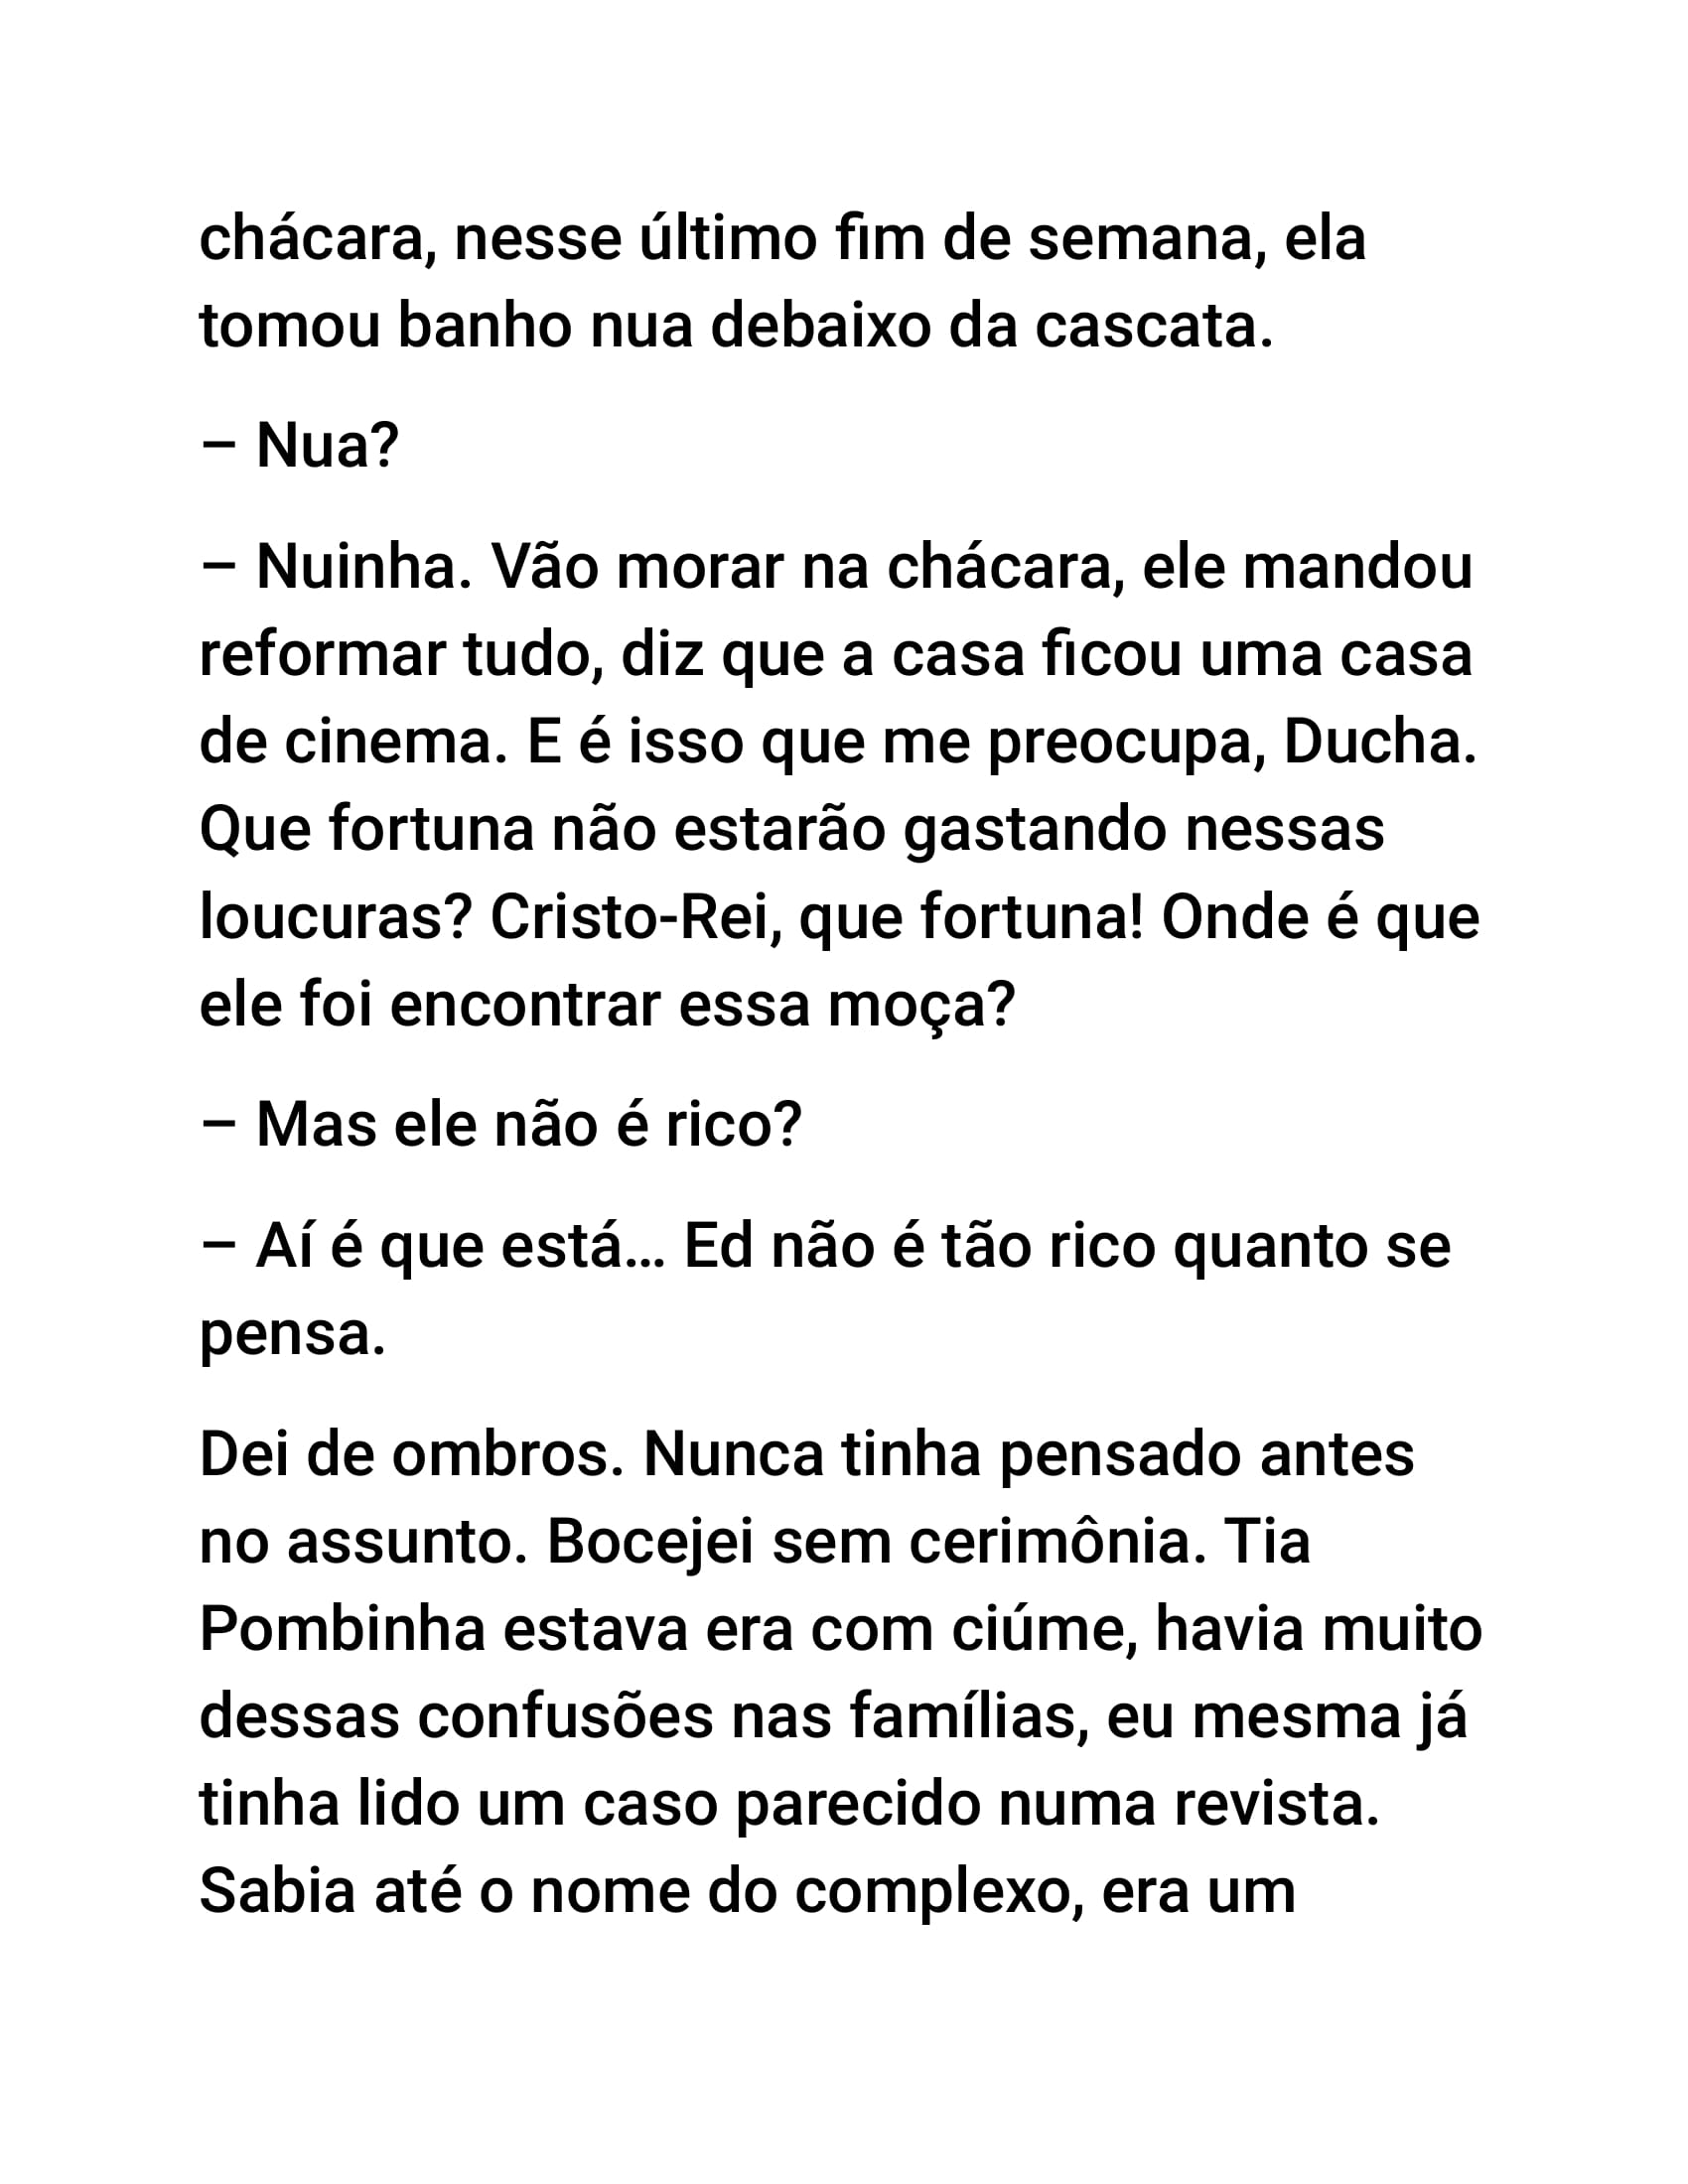 chácara, nesse último fim de semana, ela
tomou banho nua debaixo da cascata.
– Nua?
– Nuinha. Vão morar na chácara, ele mandou
reformar tudo, diz que a casa ficou uma casa
de cinema. E é isso que me preocupa, Ducha.
Que fortuna não estarão gastando nessas
loucuras? Cristo-Rei, que fortuna! Onde é que
ele foi encontrar essa moça?
– Mas ele não é rico?
– Aí é que está… Ed não é tão rico quanto se
pensa.
Dei de ombros. Nunca tinha pensado antes
no assunto. Bocejei sem cerimônia. Tia
Pombinha estava era com ciúme, havia muito
dessas confusões nas famílias, eu mesma já
tinha lido um caso parecido numa revista.
Sabia até o nome do complexo, era um